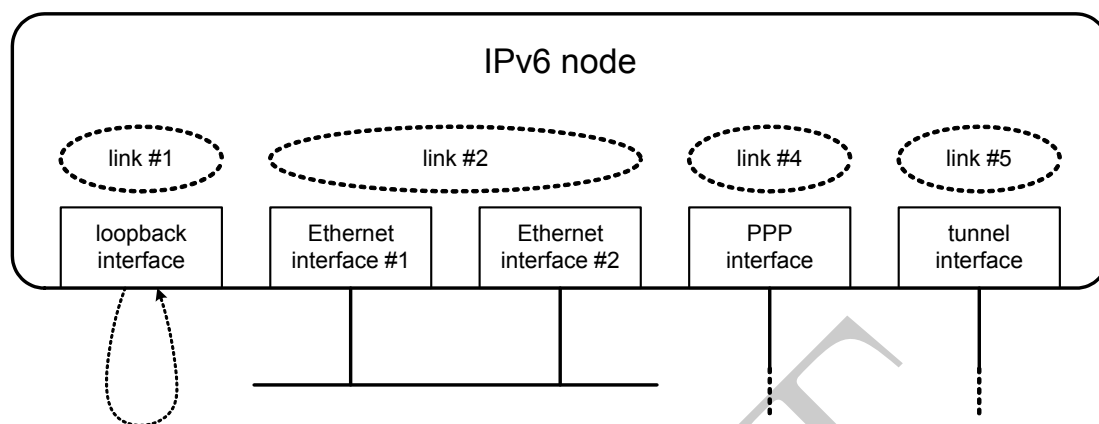 IPv6 node
link #1
link #2
link #4
link #5
loopback
interface
Ethernet
interface #1
Ethernet
interface #2
PPP
interface
tunnel
interface
T